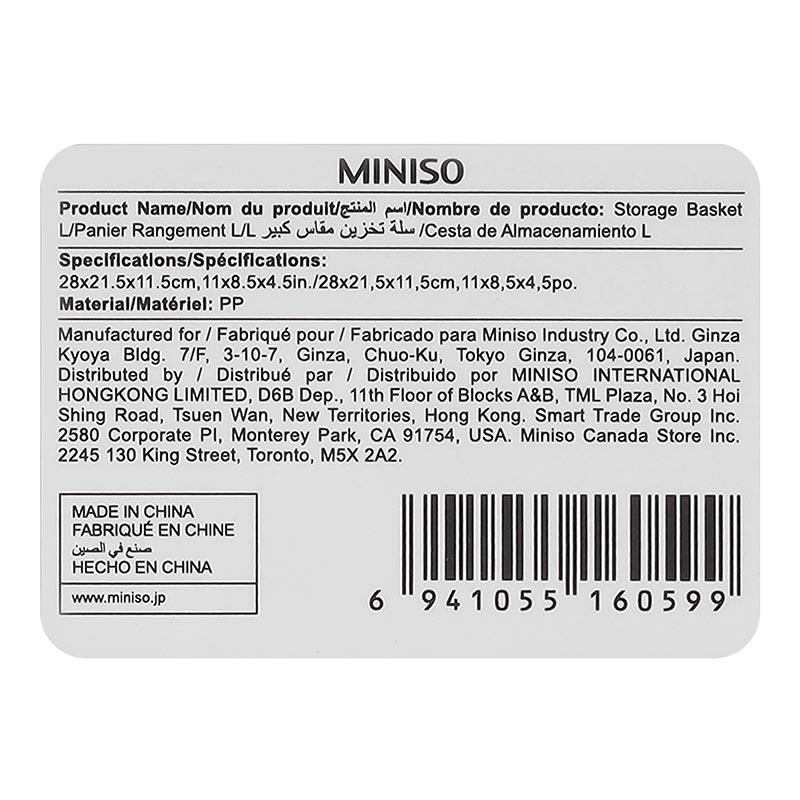 MINISO
Product Name/Nom du produit/اسم المنتج/Nombre de producto: Storage Basket
L/Panier Rangement L/L سلة تخزين مقاس كبير /Cesta de Almacenamiento L
Specifications/Spécifications:
28x21.5x11.5cm,11x8.5x4.5in./28x21,5x11,5cm,11x8,5x4,5po.
Material/Matériel: PP
Manufactured for / Fabriqué pour / Fabricado para Miniso Industry Co., Ltd. Ginza
Kyoya Bldg. 7/F, 3-10-7, Ginza, Chuo-Ku, Tokyo Ginza, 104-0061, Japan.
Distributed by / Distribué par / Distribuido por MINISO INTERNATIONAL
HONGKONG LIMITED, D6B Dep., 11th Floor of Blocks A&B, TML Plaza, No. 3 Hoi
Shing Road, Tsuen Wan, New Territories, Hong Kong. Smart Trade Group Inc.
2580 Corporate Pl, Monterey Park, CA 91754, USA. Miniso Canada Store Inc.
2245 130 King Street, Toronto, M5X 2A2.
MADE IN CHINA
FABRIQUÉ EN CHINE
صنع في الصين
HECHO EN CHINA
www.miniso.jp
6 941055 160599